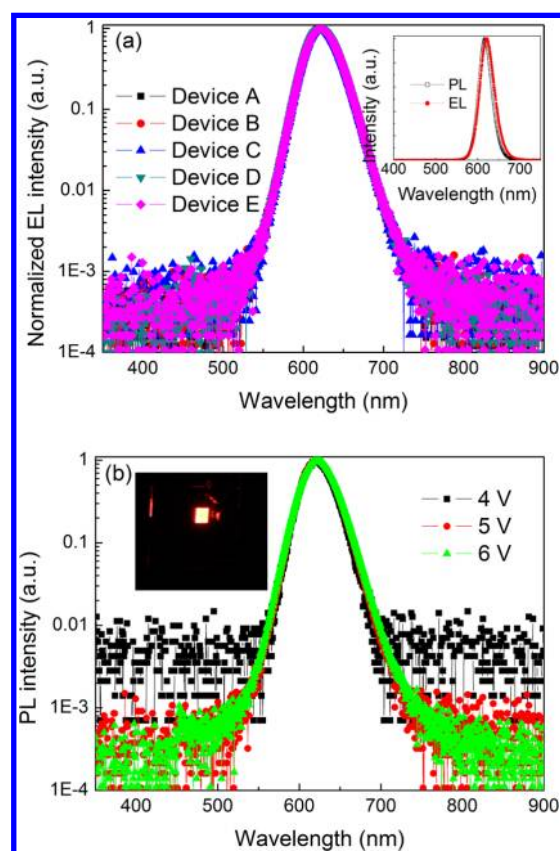 (a)
Normalized EL intensity (a.u.)
1
0.1
0.01
1E-3
1E-4
Device A
Device B
Device C
Device D
Device E
Intensity (a.u.)
PL
EL
400 500 600 700
Wavelength (nm)
400 500 600 700 800 900
Wavelength (nm)
(b)
PL intensity (a.u.)
1
0.1
0.01
1E-3
1E-4
4 V
5 V
6 V
400 500 600 700 800 900
Wavelength (nm)